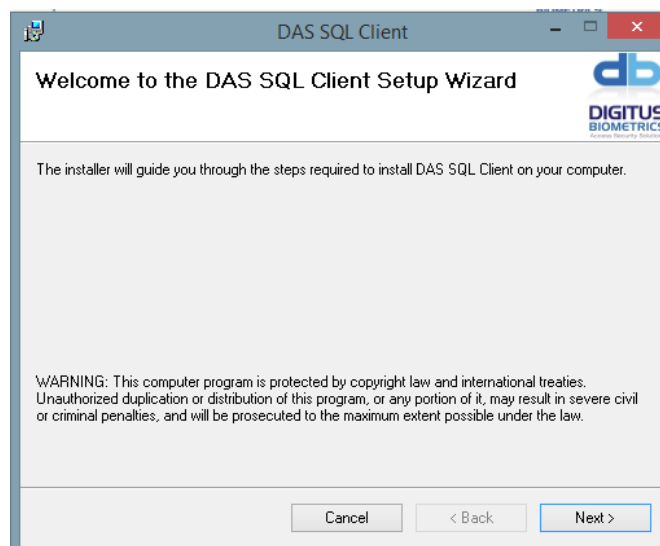 DAS SQL Client
Welcome to the DAS SQL Client Setup Wizard
db
DIGITUS
BIOMETRICS
Access Security Solution
The installer will guide you through the steps required to install DAS SQL Client on your computer.
WARNING: This computer program is protected by copyright law and international treaties.
Unauthorized duplication or distribution of this program, or any portion of it, may result in severe civil
or criminal penalties, and will be prosecuted to the maximum extent possible under the law.
Cancel
< Back
Next >